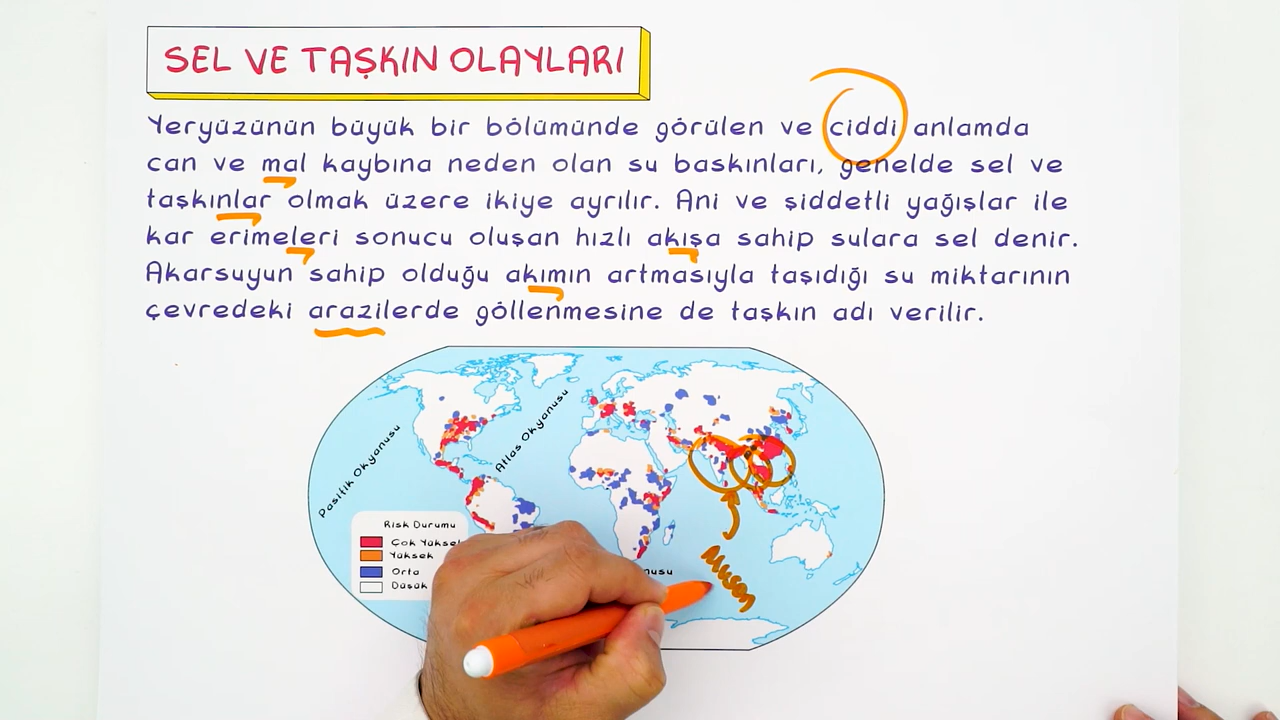 SEL VE TAŞKIN OLAYLARI
Yeryüzünün büyük bir bölümünde görülen ve ciddi anlamda
can ve mal kaybına neden olan su baskınları, genelde sel ve
taşkınlar olmak üzere ikiye ayrılır. Ani ve şiddetli yağışlar ile
kar erimeleri sonucu oluşan hızlı akışa sahip sulara sel denir.
Akarsuyun sahip olduğu akımın artmasıyla taşıdığı su miktarının
çevredeki arazilerde göllenmesine de taşkın adı verilir.
Pasifik Okyanusu
Atlas Okyanusu
Risk Durumu
Çok Yüksek
Yüksek
Orta
Düşük
Muson